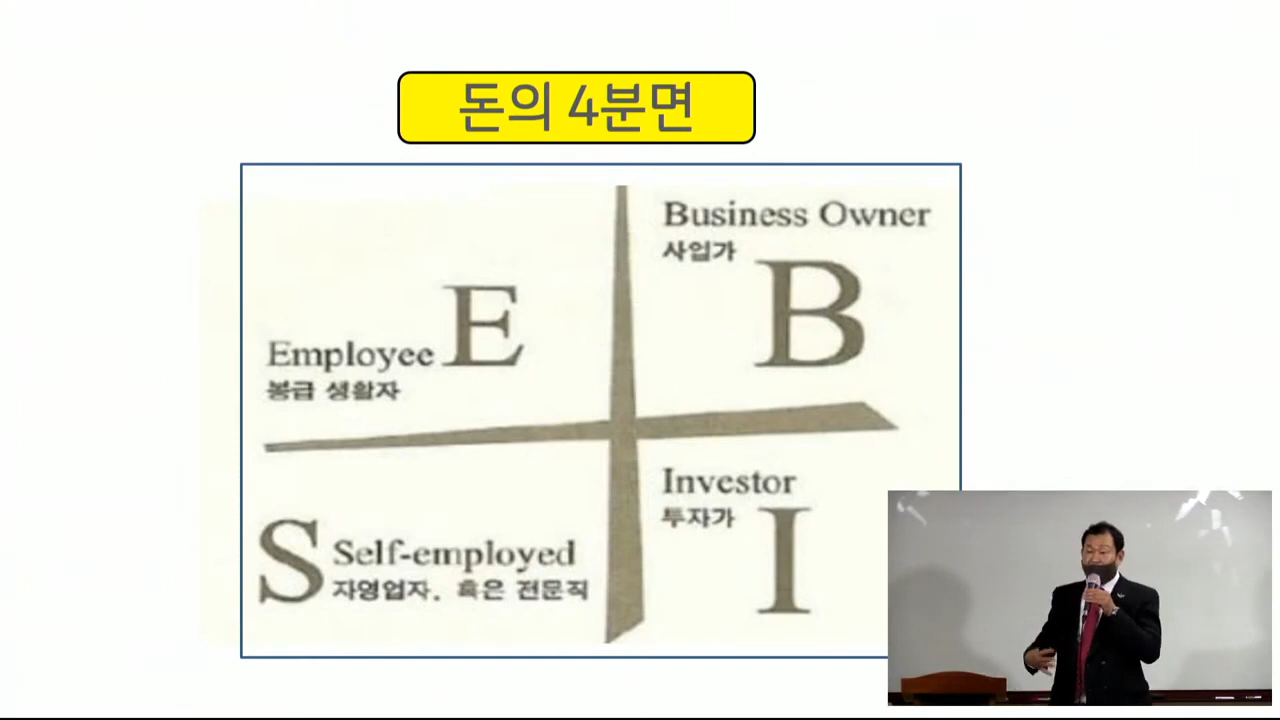 돈의 4분면
Business Owner
사업가
B
E
Employee
봉급 생활자
Investor
투자가
I
S
Self-employed
자영업자, 혹은 전문직